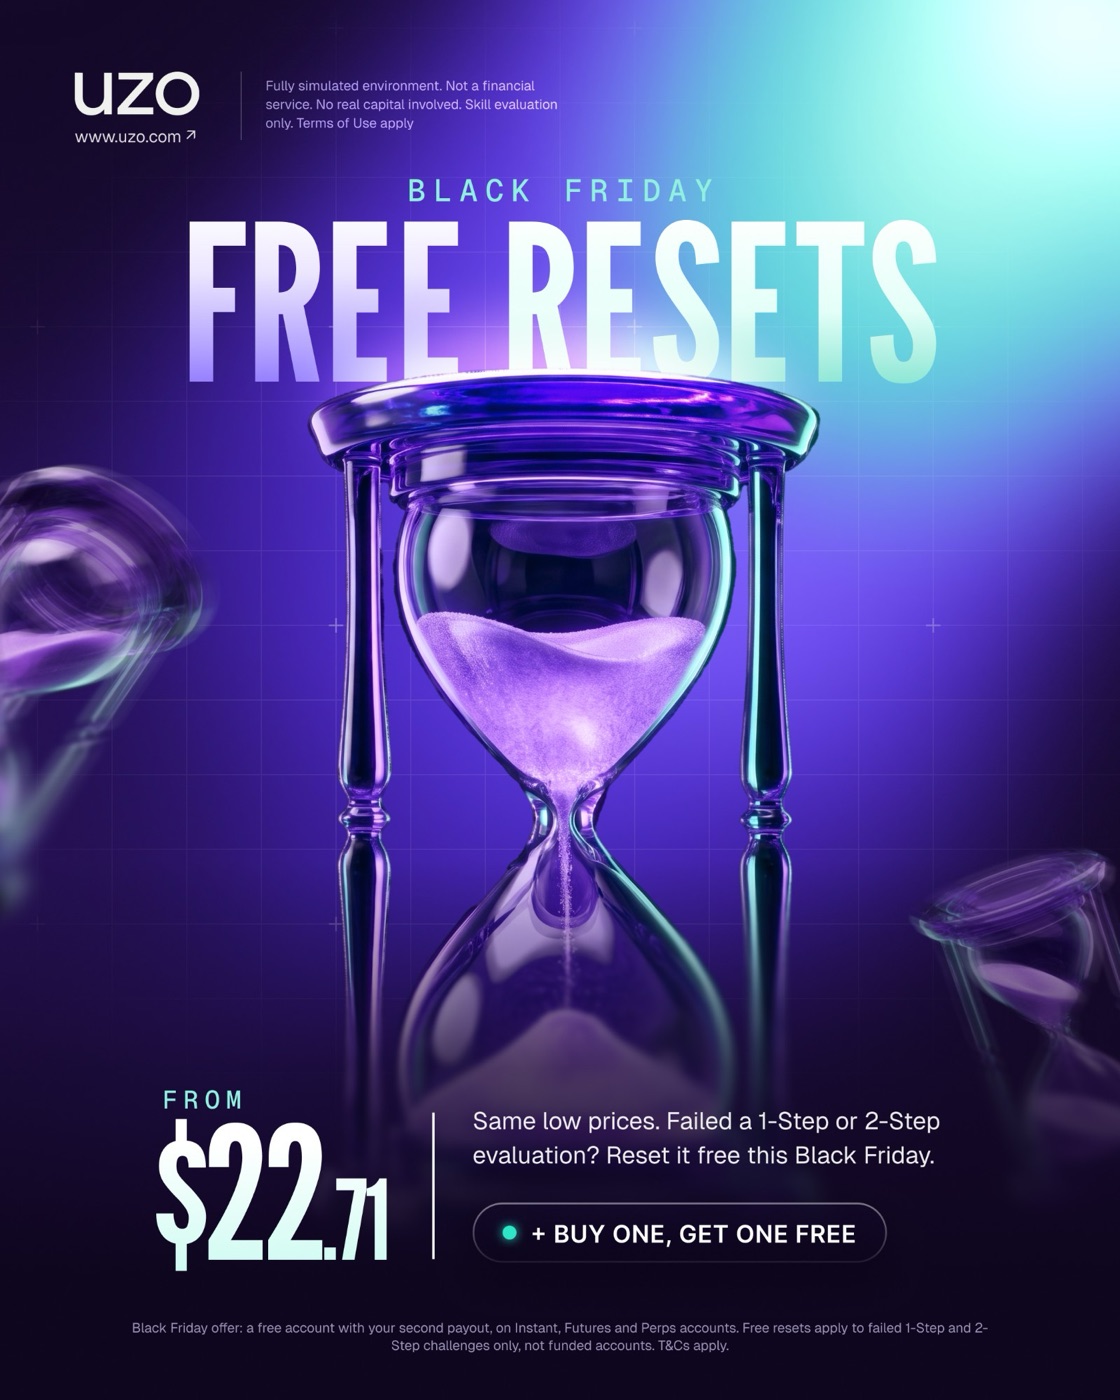 uzo
www.uzo.com ↗
Fully simulated environment. Not a financial
service. No real capital involved. Skill evaluation
only. Terms of Use apply
BLACK FRIDAY
FREE RESETS
FROM
$22.71
Same low prices. Failed a 1-Step or 2-Step
evaluation? Reset it free this Black Friday.
+ BUY ONE, GET ONE FREE
Black Friday offer: a free account with your second payout, on Instant, Futures and Perps accounts. Free resets apply to failed 1-Step and 2-
Step challenges only, not funded accounts. T&Cs apply.